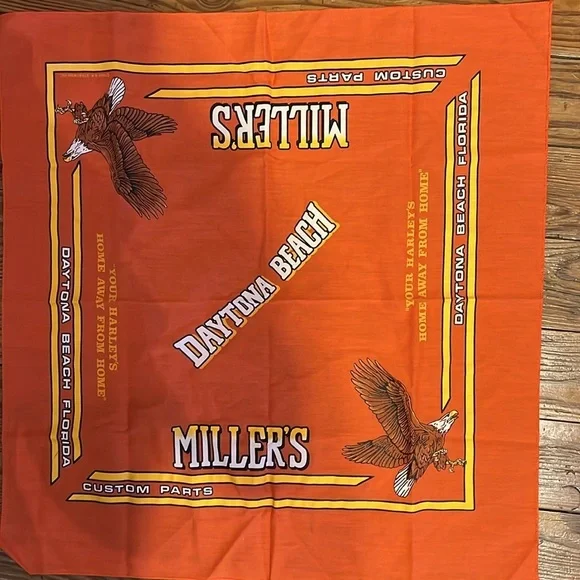 CUSTOM PARTS
MILLER'S
DAYTONA BEACH FLORIDA
"YOUR HARLEY'S
HOME AWAY FROM HOME"
DAYTONA BEACH
"YOUR HARLEY'S
HOME AWAY FROM HOME"
DAYTONA BEACH FLORIDA
MILLER'S
CUSTOM PARTS